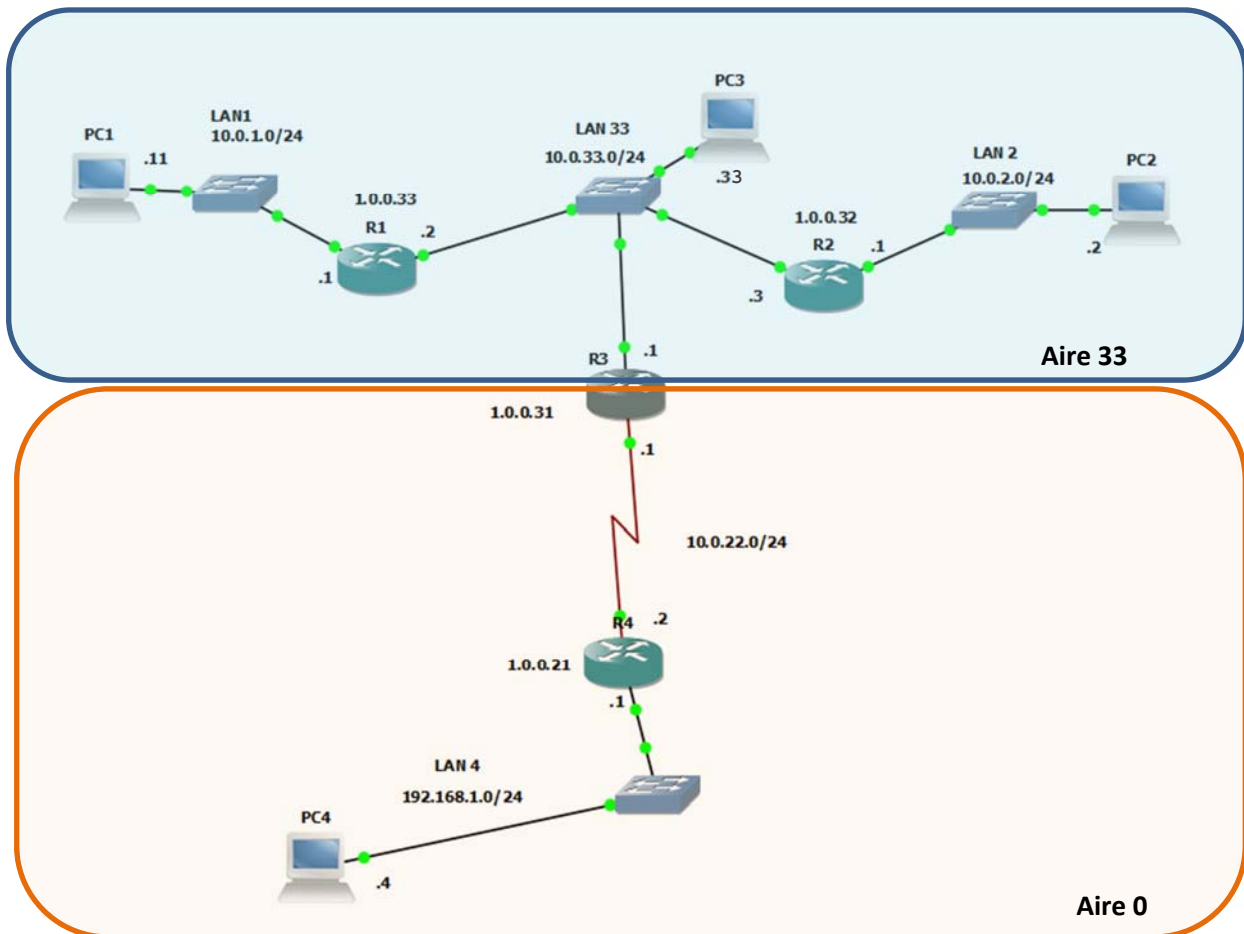 PC3
LAN1
10.0.1.0/24
PC1
LAN 33
10.0.33.0/24
LAN 2
10.0.2.0/24
PC2
.11
.33
1.0.0.33
R1
.2
1.0.0.32
R2
.1
.2
.1
.3
R3
.1
Aire 33
1.0.0.31
.1
10.0.22.0/24
R4
.2
1.0.0.21
.1
LAN 4
192.168.1.0/24
PC4
.4
Aire 0